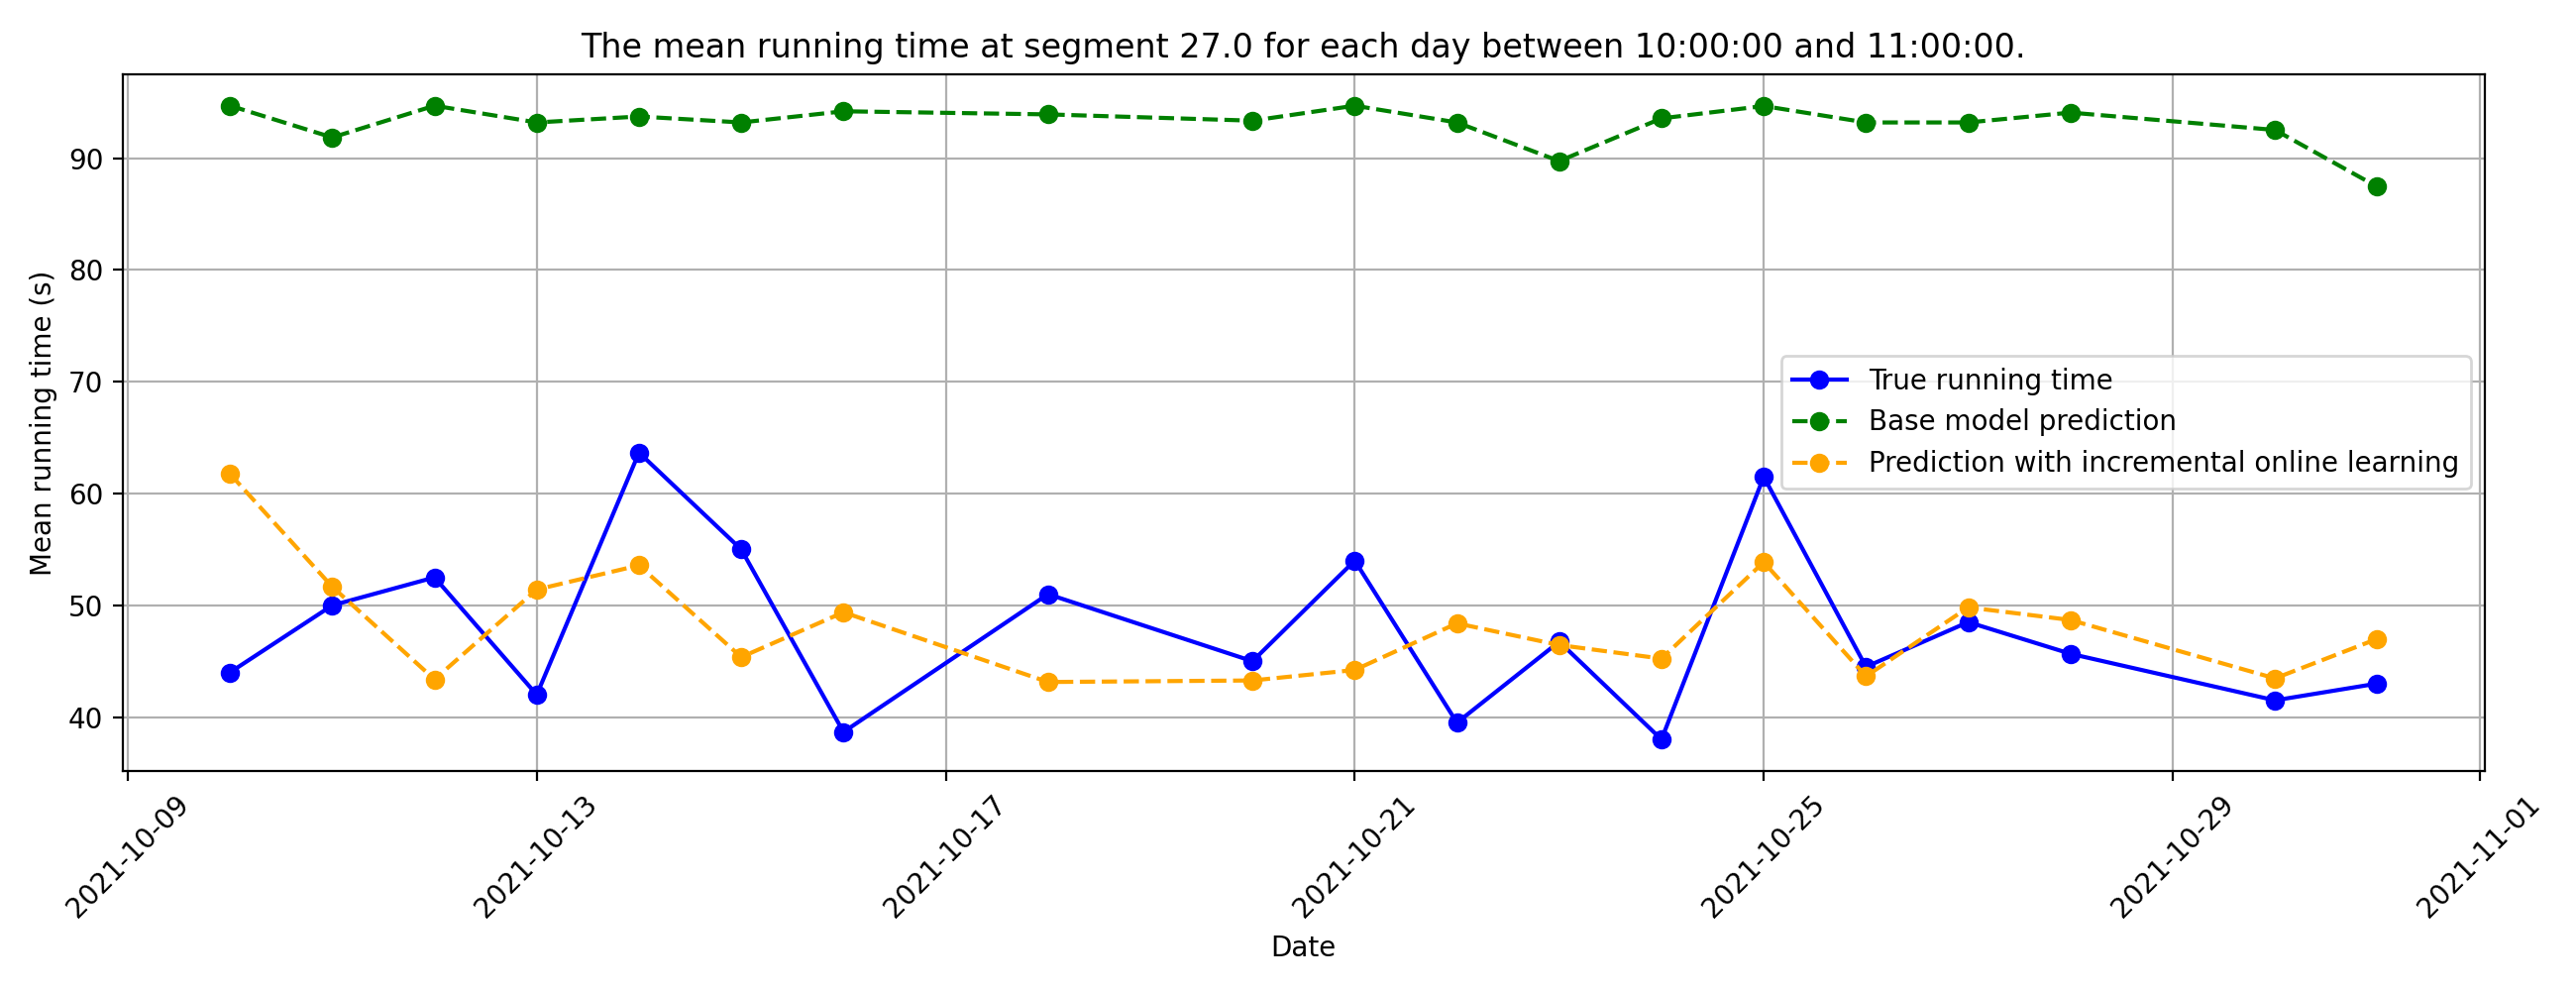 The mean running time at segment 27.0 for each day between 10:00:00 and 11:00:00.
Mean running time (s)
90
80
70
60
50
40
True running time
Base model prediction
Prediction with incremental online learning
2021-10-09
2021-10-13
2021-10-17
2021-10-21
2021-10-25
2021-10-29
2021-11-01
Date